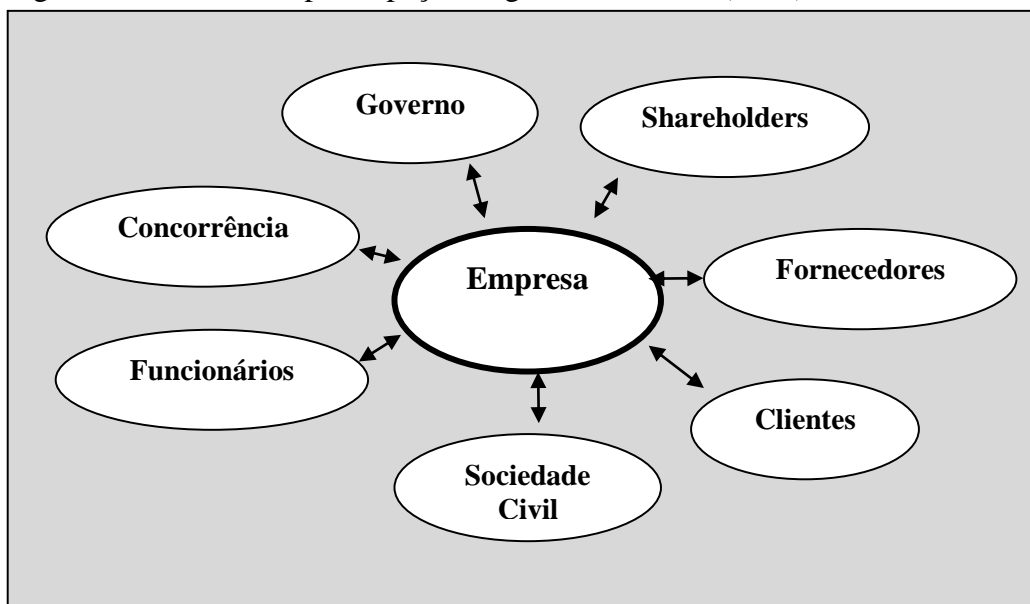 Governo
Shareholders
Concorrência
Empresa
Fornecedores
Funcionários
Clientes
Sociedade
Civil